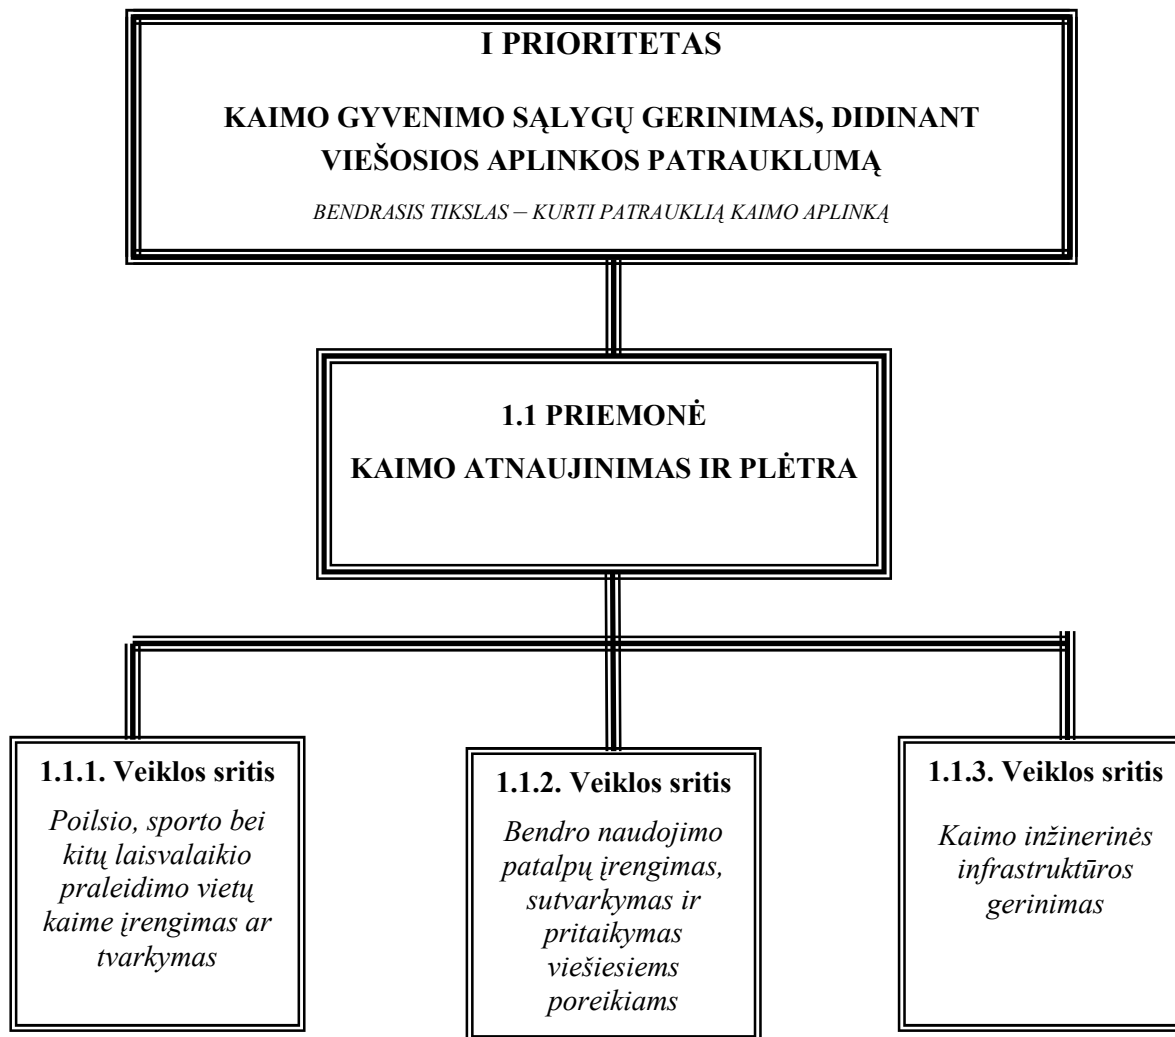 I PRIORITETAS
KAIMO GYVENIMO SĄLYGŲ GERINIMAS, DIDINANT
VIEŠOSIOS APLINKOS PATRAUKLUMĄ
BENDRASIS TIKSLAS – KURTI PATRAUKLIĄ KAIMO APLINKĄ
1.1 PRIEMONĖ
KAIMO ATNAUJINIMAS IR PLĖTRA
1.1.1. Veiklos sritis
Poilsio, sporto bei
kitų laisvalaikio
praleidimo vietų
kaime įrengimas ar
tvarkymas
1.1.2. Veiklos sritis
Bendro naudojimo
patalpų įrengimas,
sutvarkymas ir
pritaikymas
viešiesiems
poreikiams
1.1.3. Veiklos sritis
Kaimo inžinerinės
infrastruktūros
gerinimas